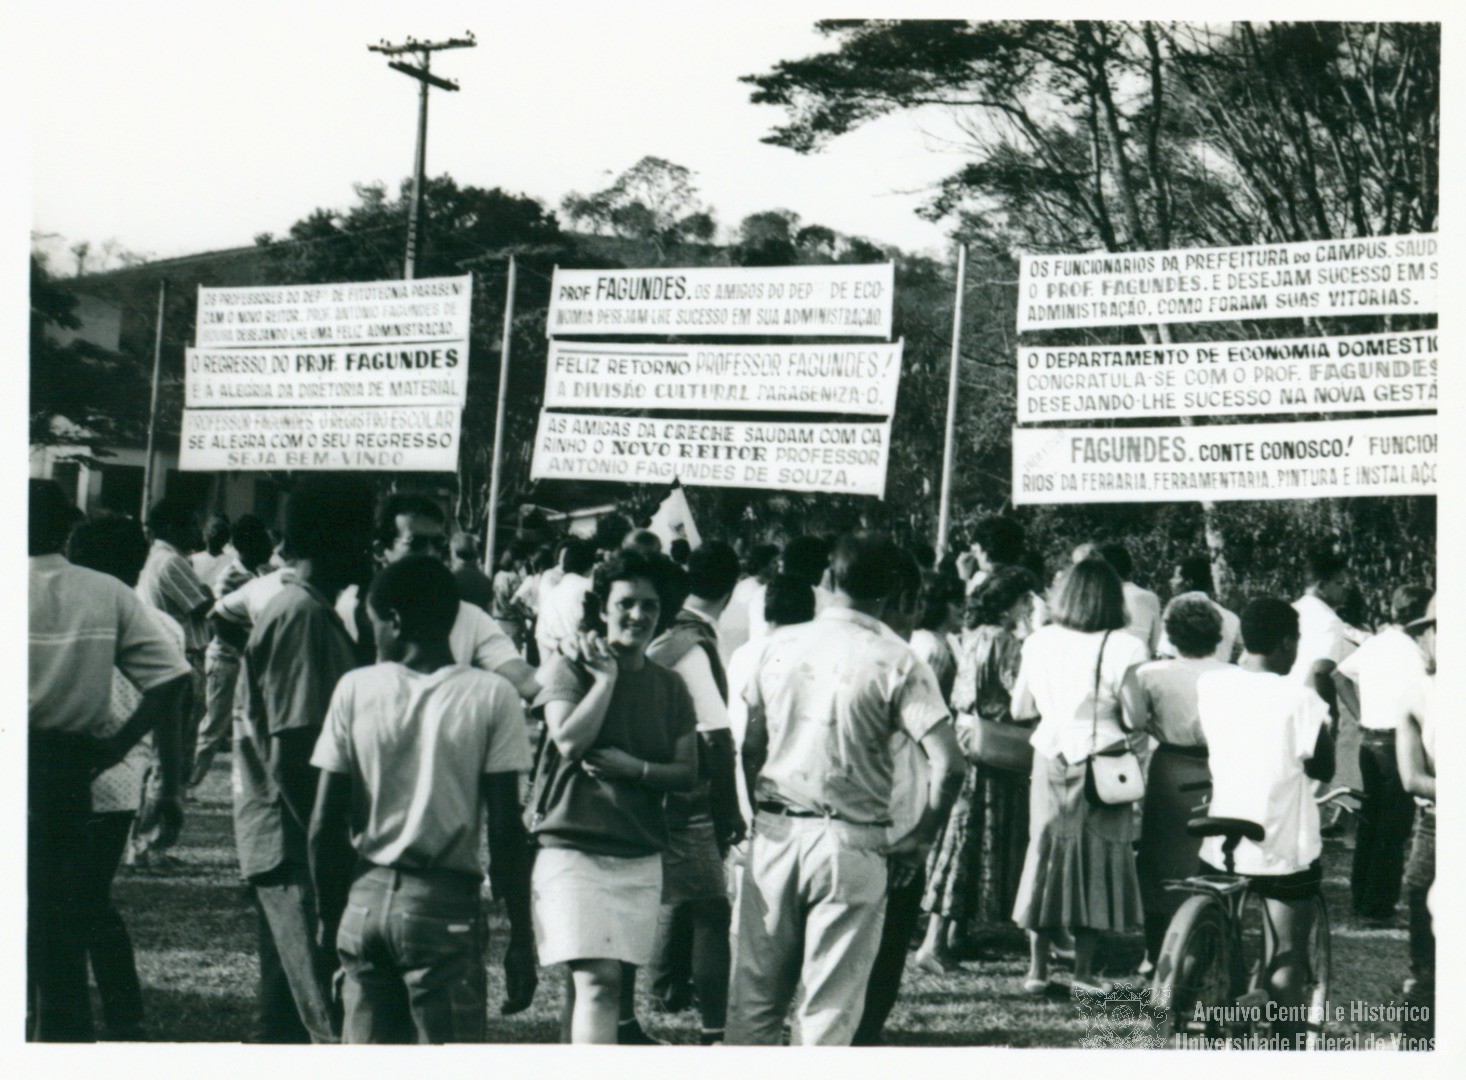 OS PROFESSORES DO DEPTº DE FITOTECNIA PARABENI-
ZAM O NOVO REITOR, PROF. ANTONIO FAGUNDES DE
SOUSA DESEJANDO-LHE UMA FELIZ ADMINISTRAÇÃO.
O REGRESSO DO PROF. FAGUNDES
É A ALEGRIA DA DIRETORIA DE MATERIAL
PROFESSOR FAGUNDES, O REGISTRO ESCOLAR
SE ALEGRA COM O SEU REGRESSO
SEJA BEM-VINDO
PROF FAGUNDES. OS AMIGOS DO DEPTº DE ECO-
NOMIA DESEJAM-LHE SUCESSO EM SUA ADMINISTRAÇÃO.
FELIZ RETORNO PROFESSOR FAGUNDES!
A DIVISÃO CULTURAL PARABENIZA-O.
AS AMIGAS DA CRECHE SAUDAM COM CA
RINHO O NOVO REITOR PROFESSOR
ANTONIO FAGUNDES DE SOUZA.
OS FUNCIONÁRIOS DA PREFEITURA DO CAMPUS, SAUD
O PROF. FAGUNDES. E DESEJAM SUCESSO EM S
ADMINISTRAÇÃO, COMO FORAM SUAS VITÓRIAS.
O DEPARTAMENTO DE ECONOMIA DOMESTIC
CONGRATULA-SE COM O PROF. FAGUNDES
DESEJANDO-LHE SUCESSO NA NOVA GESTÃ
FAGUNDES. CONTE CONOSCO! FUNCIO
RIOS DA FERRARIA, FERRAMENTARIA, PINTURA E INSTALAÇÕ
Arquivo Central e Histórico
Universidade Federal de Viços